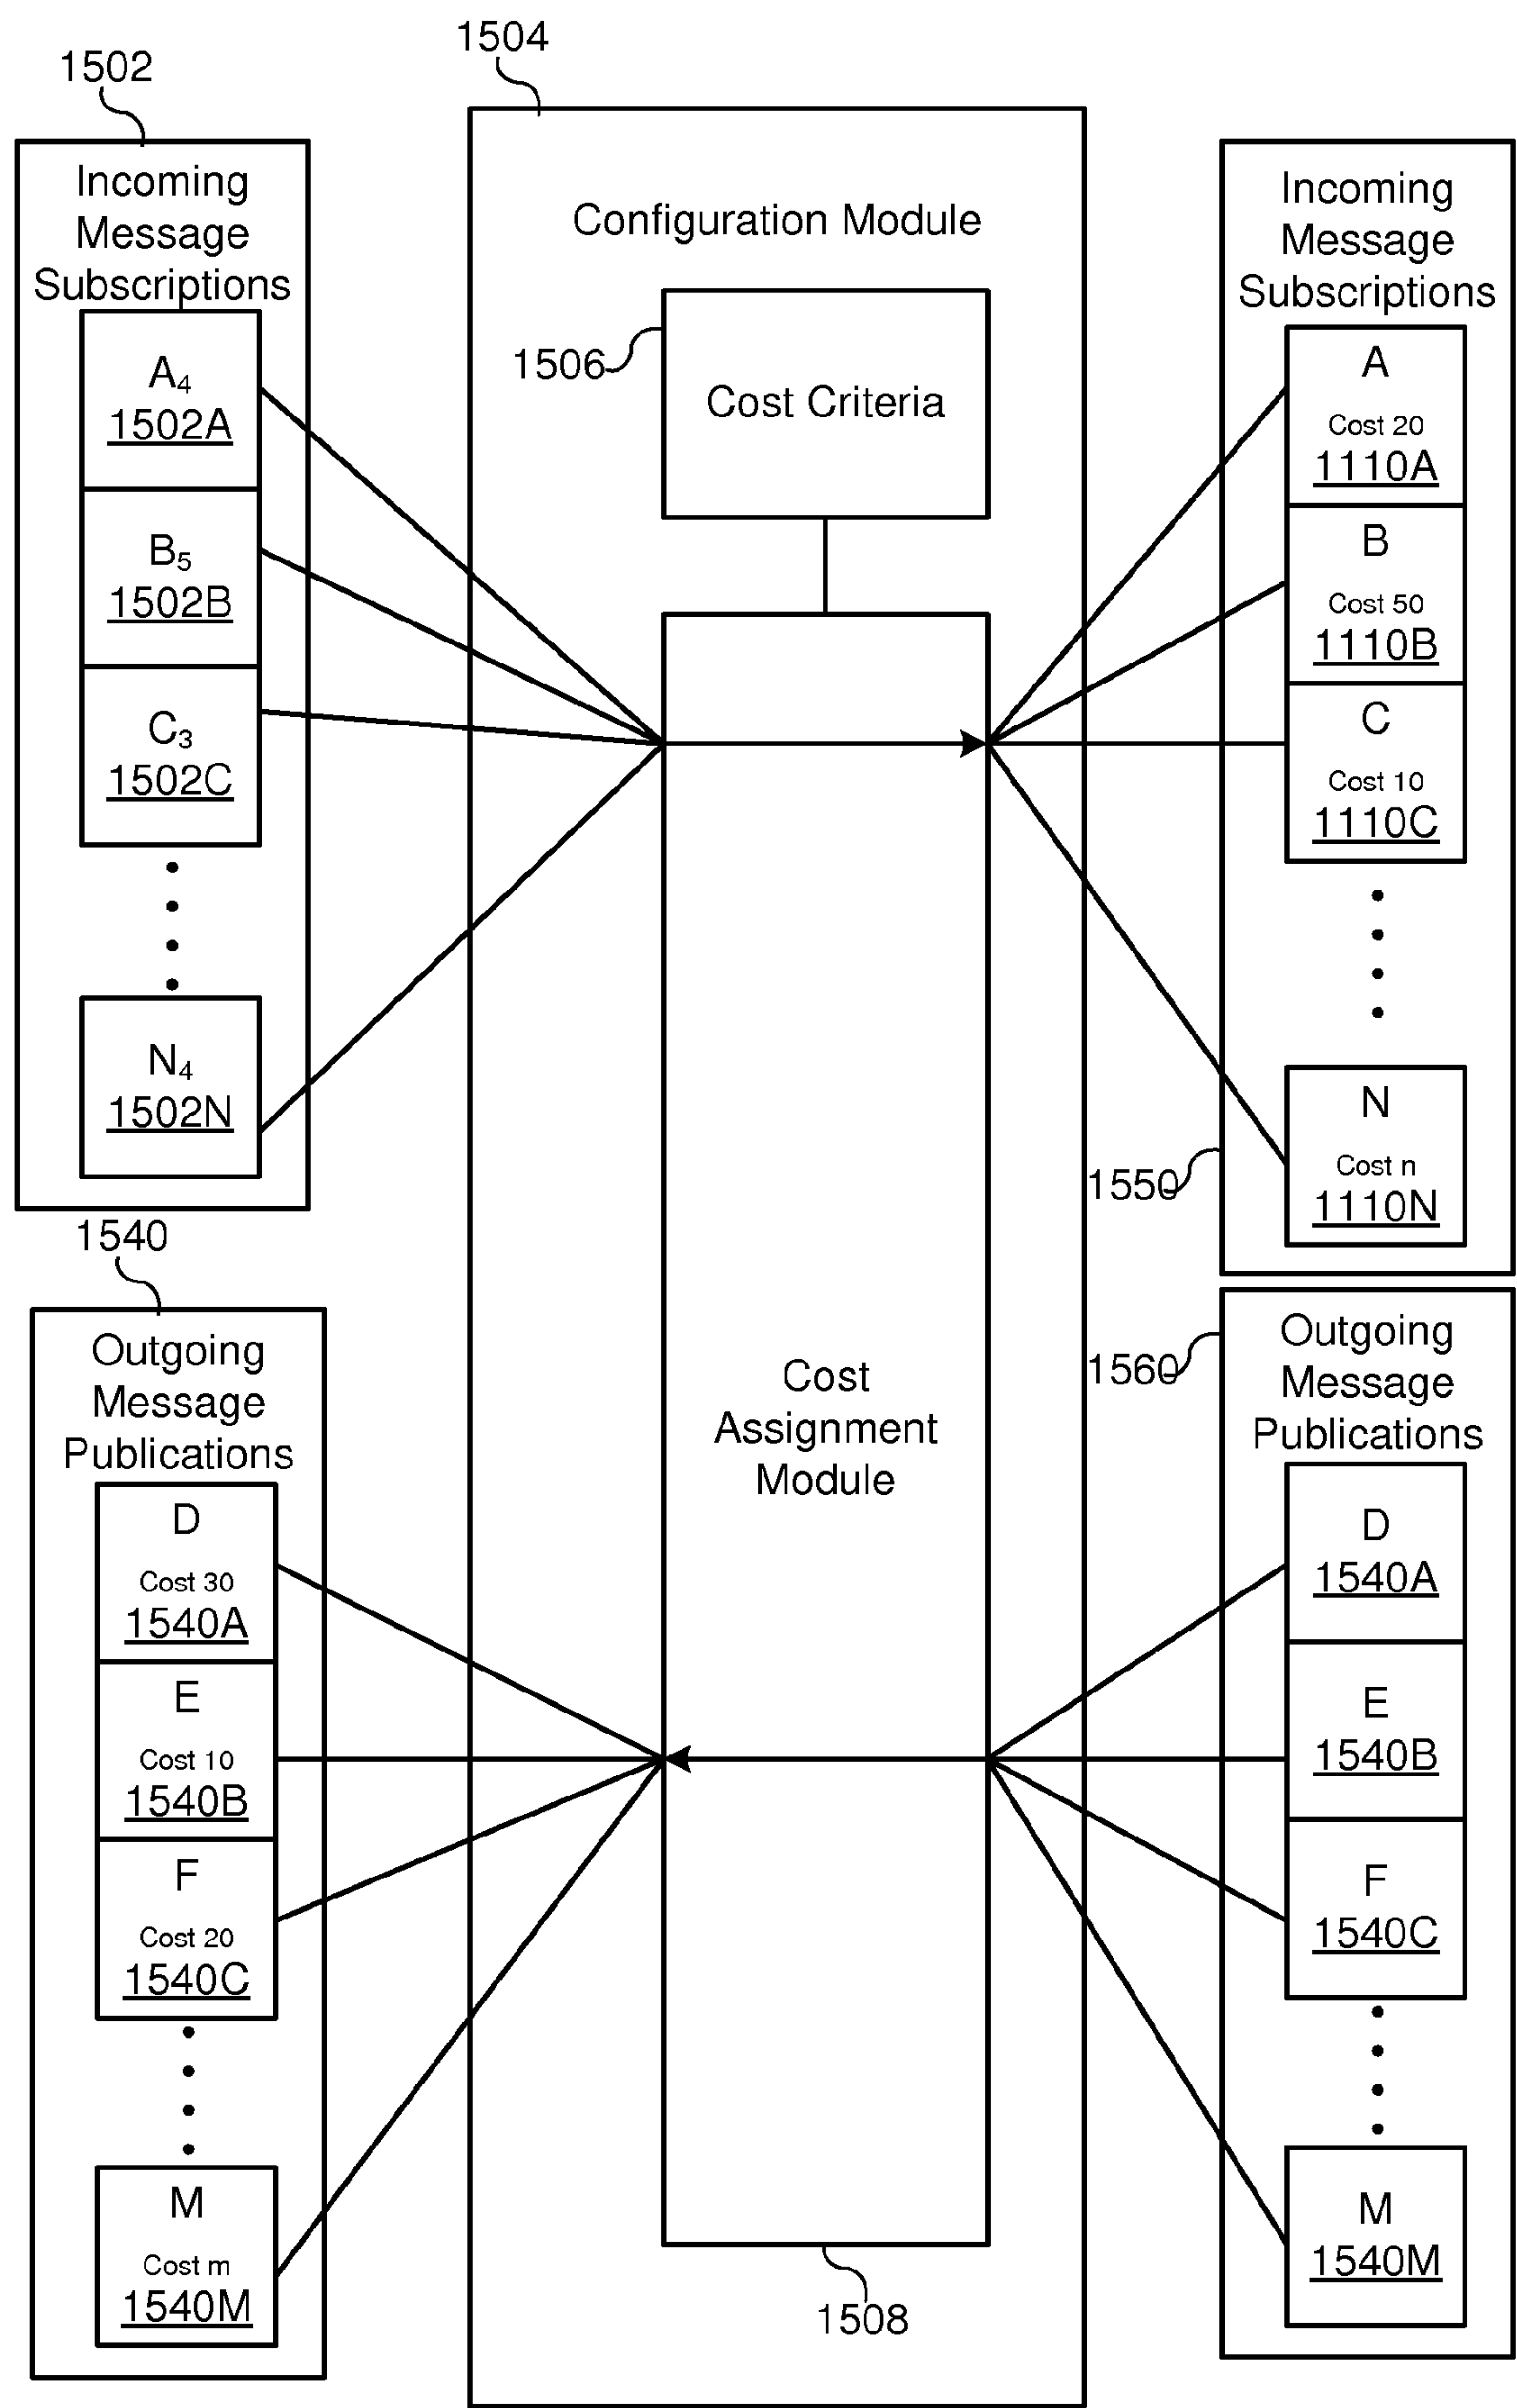 1504
1502
Incoming
Message
Subscriptions
A4
1502A
B5
1502B
C3
1502C
N4
1502N
Configuration Module
1506
Cost Criteria
Incoming
Message
Subscriptions
A
Cost 20
1110A
B
Cost 50
1110B
C
Cost 10
1110C
N
Cost n
1110N
1550
1540
Outgoing
Message
Publications
D
Cost 30
1540A
E
Cost 10
1540B
F
Cost 20
1540C
M
Cost m
1540M
Cost
Assignment
Module
1508
1560
Outgoing
Message
Publications
D
1540A
E
1540B
F
1540C
M
1540M